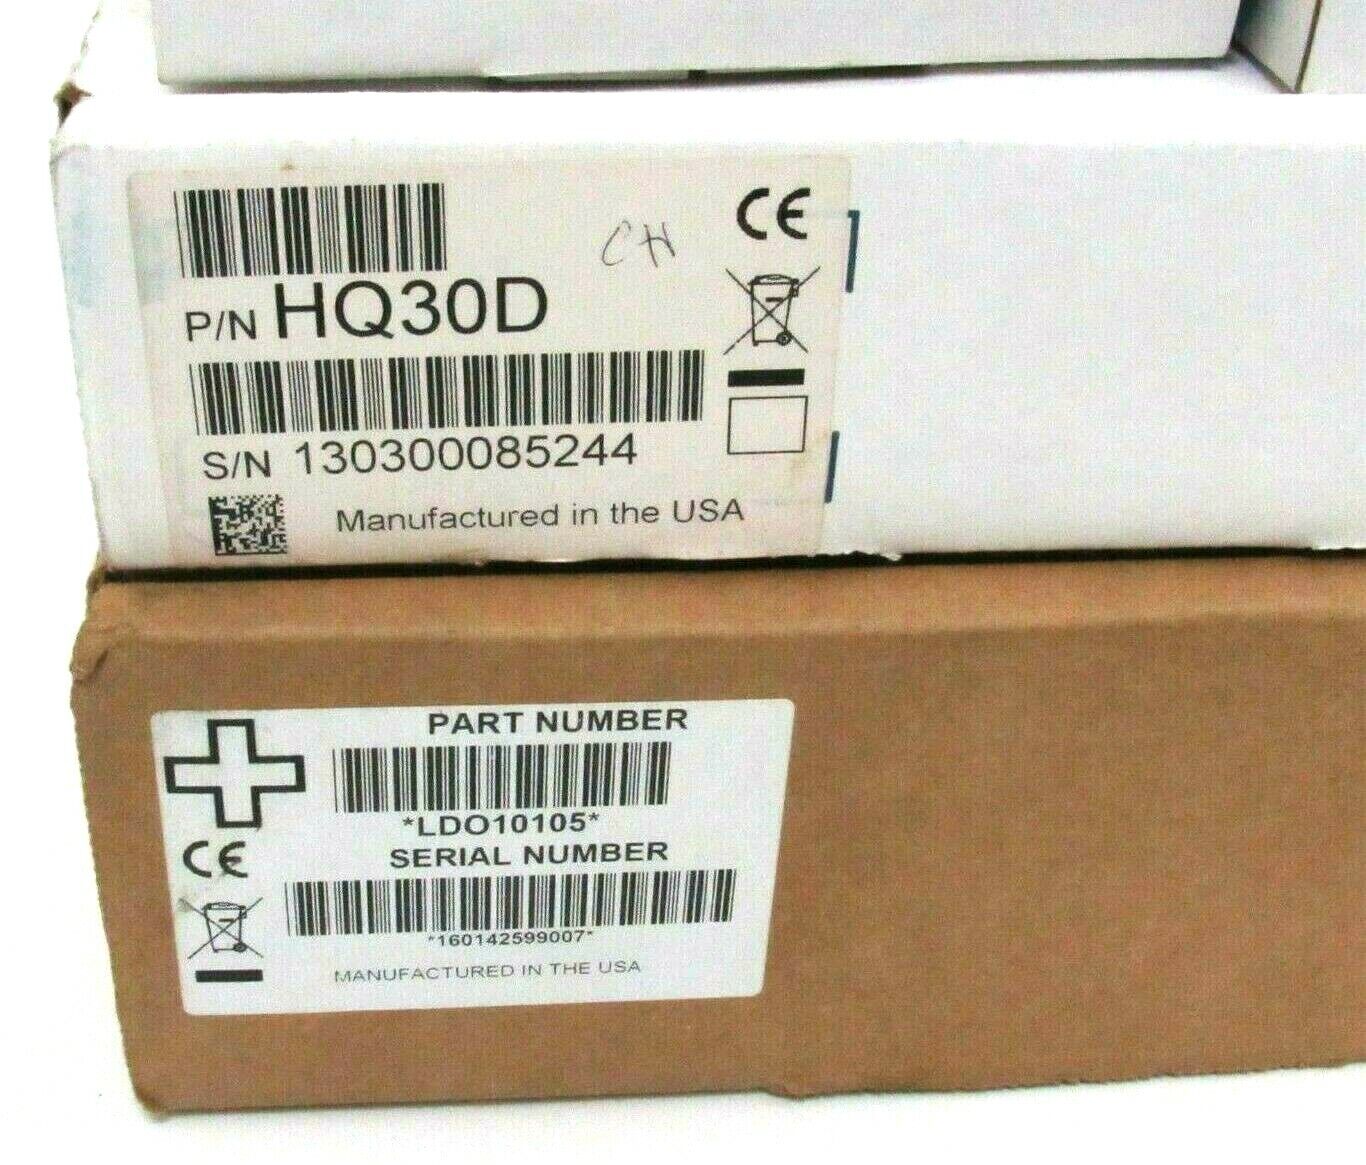 CH
CE
P/N HQ30D
S/N 130300085244
Manufactured in the USA
PART NUMBER
*LDO10105*
SERIAL NUMBER
CE
*160142599007*
MANUFACTURED IN THE USA